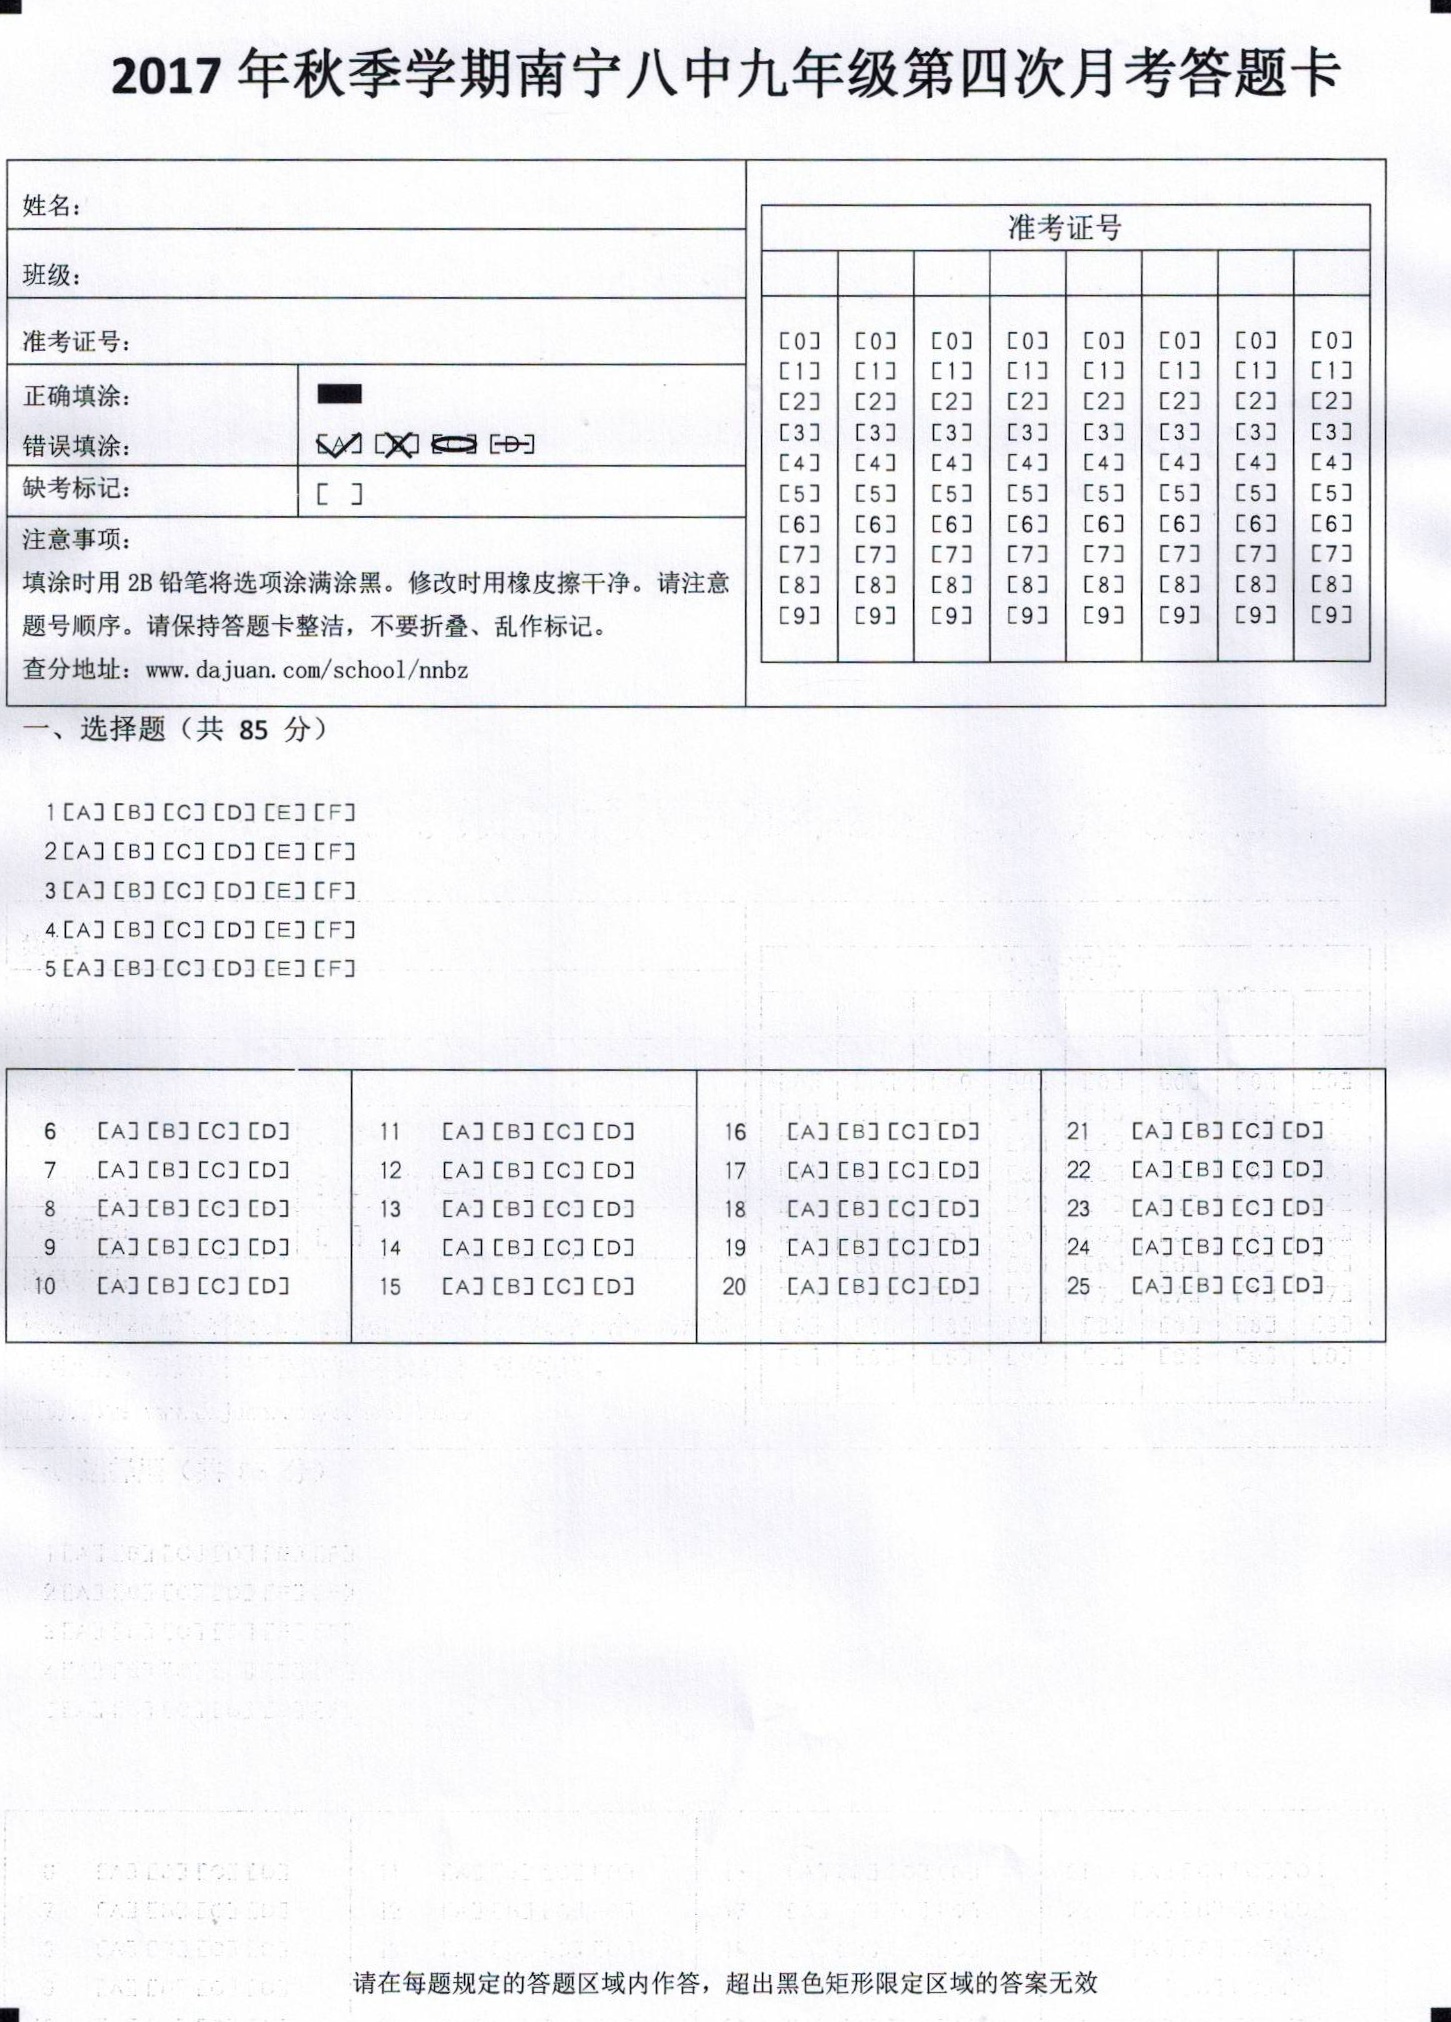 2017 年秋季学期南宁八中九年级第四次月考答题卡
姓名：
班级：
准考证号：
正确填涂：
错误填涂： [A] [B] [C] [D]
缺考标记： [ ]
注意事项：
填涂时用 2B 铅笔将选项涂满涂黑。修改时用橡皮擦干净。请注意
题号顺序。请保持答题卡整洁，不要折叠、乱作标记。
查分地址：www.dajuan.com/school/nnbz
准考证号
[0] [0] [0] [0] [0] [0] [0] [0]
[1] [1] [1] [1] [1] [1] [1] [1]
[2] [2] [2] [2] [2] [2] [2] [2]
[3] [3] [3] [3] [3] [3] [3] [3]
[4] [4] [4] [4] [4] [4] [4] [4]
[5] [5] [5] [5] [5] [5] [5] [5]
[6] [6] [6] [6] [6] [6] [6] [6]
[7] [7] [7] [7] [7] [7] [7] [7]
[8] [8] [8] [8] [8] [8] [8] [8]
[9] [9] [9] [9] [9] [9] [9] [9]
一、选择题（共 85 分）
1 [A] [B] [C] [D] [E] [F]
2 [A] [B] [C] [D] [E] [F]
3 [A] [B] [C] [D] [E] [F]
4 [A] [B] [C] [D] [E] [F]
5 [A] [B] [C] [D] [E] [F]
6 [A] [B] [C] [D] 11 [A] [B] [C] [D] 16 [A] [B] [C] [D] 21 [A] [B] [C] [D]
7 [A] [B] [C] [D] 12 [A] [B] [C] [D] 17 [A] [B] [C] [D] 22 [A] [B] [C] [D]
8 [A] [B] [C] [D] 13 [A] [B] [C] [D] 18 [A] [B] [C] [D] 23 [A] [B] [C] [D]
9 [A] [B] [C] [D] 14 [A] [B] [C] [D] 19 [A] [B] [C] [D] 24 [A] [B] [C] [D]
10 [A] [B] [C] [D] 15 [A] [B] [C] [D] 20 [A] [B] [C] [D] 25 [A] [B] [C] [D]
请在每题规定的答题区域内作答，超出黑色矩形限定区域的答案无效